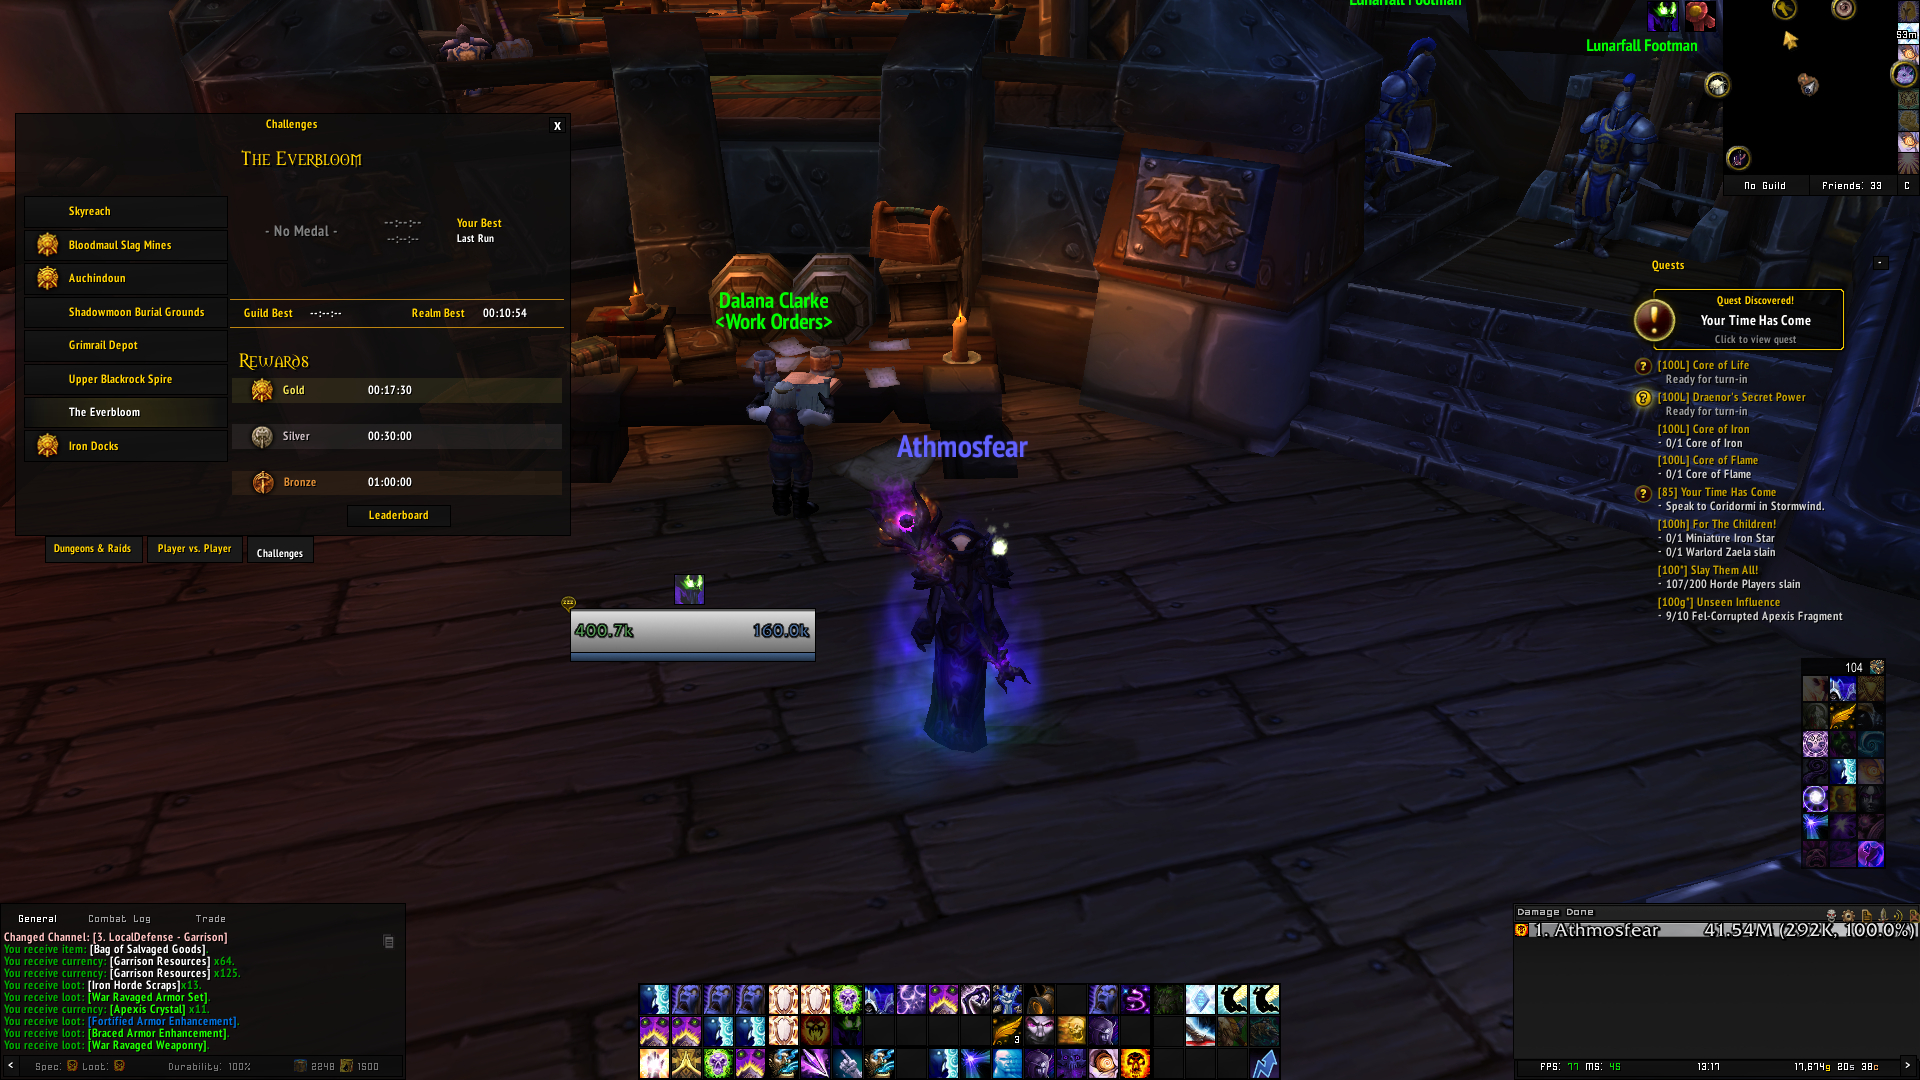 Lunarfall Footman
Lunarfall Footman
53m
No Guild
Friends: 33
C
Challenges
X
The Everbloom
Skyreach
Bloodmaul Slag Mines
Auchindoun
Shadowmoon Burial Grounds
Grimrail Depot
Upper Blackrock Spire
The Everbloom
Iron Docks
- No Medal -
--:--:--
Your Best
--:--:--
Last Run
Guild Best
--:--:--
Realm Best
00:10:54
Rewards
Gold
00:17:30
Silver
00:30:00
Bronze
01:00:00
Leaderboard
Dungeons & Raids
Player vs. Player
Challenges
Dalana Clarke
<Work Orders>
Athmosfear
zzz
400.7k
160.0k
Quests
-
Quest Discovered!
Your Time Has Come
Click to view quest
[100L] Core of Life
Ready for turn-in
[100L] Draenor's Secret Power
Ready for turn-in
[100L] Core of Iron
- 0/1 Core of Iron
[100L] Core of Flame
- 0/1 Core of Flame
[85] Your Time Has Come
- Speak to Coridormi in Stormwind.
[100h] For The Children!
- 0/1 Miniature Iron Star
- 0/1 Warlord Zaela slain
[100*] Slay Them All!
- 107/200 Horde Players slain
[100g*] Unseen Influence
- 9/10 Fel-Corrupted Apexis Fragment
104
General
Combat Log
Trade
Changed Channel: [3. LocalDefense - Garrison]
You receive item: [Bag of Salvaged Goods].
You receive currency: [Garrison Resources] x64.
You receive currency: [Garrison Resources] x125.
You receive loot: [Iron Horde Scraps]x13.
You receive loot: [War Ravaged Armor Set].
You receive currency: [Apexis Crystal] x11.
You receive loot: [Fortified Armor Enhancement].
You receive loot: [Braced Armor Enhancement].
You receive loot: [War Ravaged Weaponry].
<
Spec:
Loot:
Durability: 100%
2248
1500
3
Damage Done
1. Athmosfear
41.54M (292K, 100.0%)
FPS: 77 MS: 45
13:17
17,674g 20s 38c
>